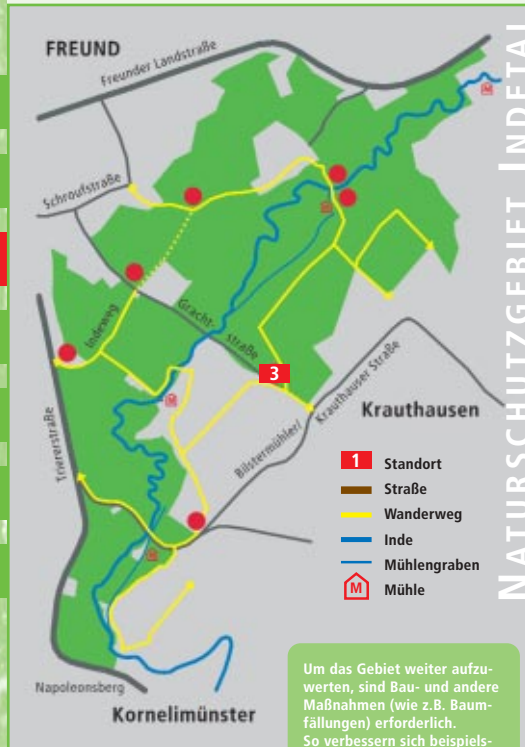 FREUND
Freunder Landstraße
NATURSCHUTZGEBIET INDETAL
M
Schroufstraße
M
Indeweg
Gracht-
straße
3
Krauthausen
Bilstermühler/
Krauthauser Straße
Triererstraße
M
1 Standort
Straße
Wanderweg
Inde
Mühlengraben
M Mühle
M
Napoleonsberg
Kornelimünster
Um das Gebiet weiter aufzu-
werten, sind Bau- und andere
Maßnahmen (wie z.B. Baum-
fällungen) erforderlich.
So verbessern sich beispiels-